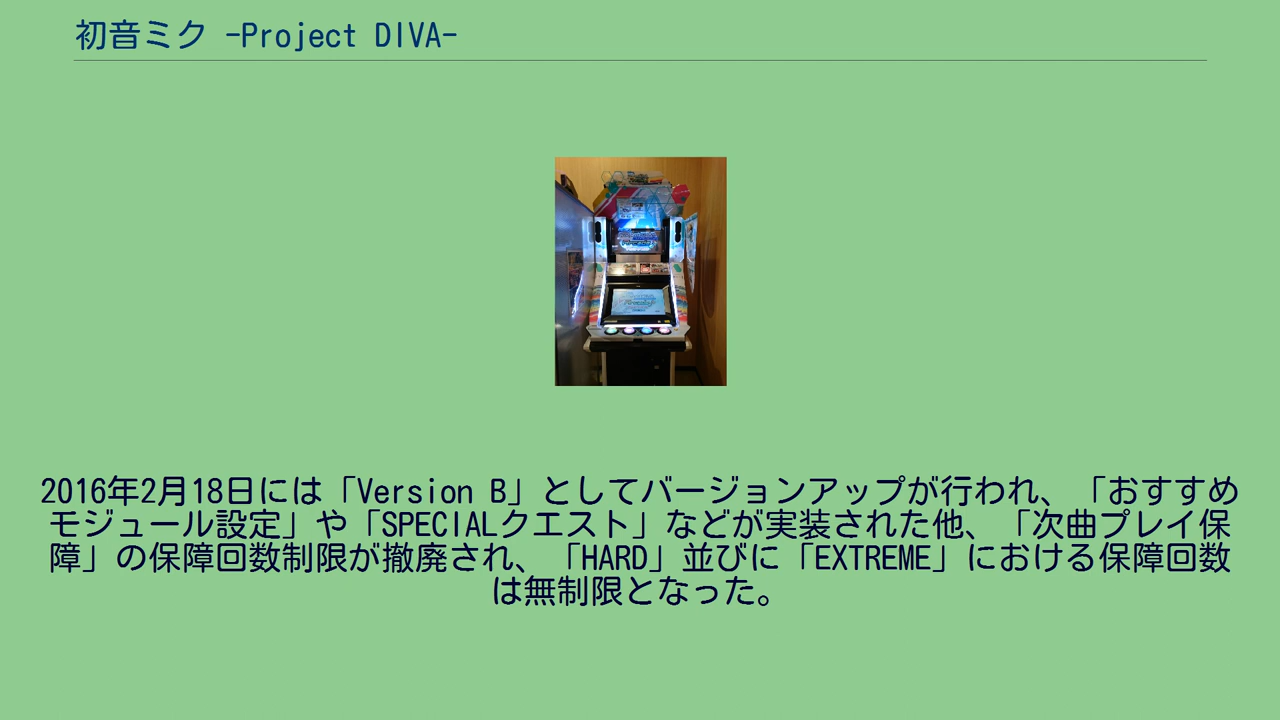 初音ミク -Project DIVA-
2016年2月18日には「Version B」としてバージョンアップが行われ、「おすすめ
モジュール設定」や「SPECIALクエスト」などが実装された他、「次曲プレイ保
障」の保障回数制限が撤廃され、「HARD」並びに「EXTREME」における保障回数
は無制限となった。